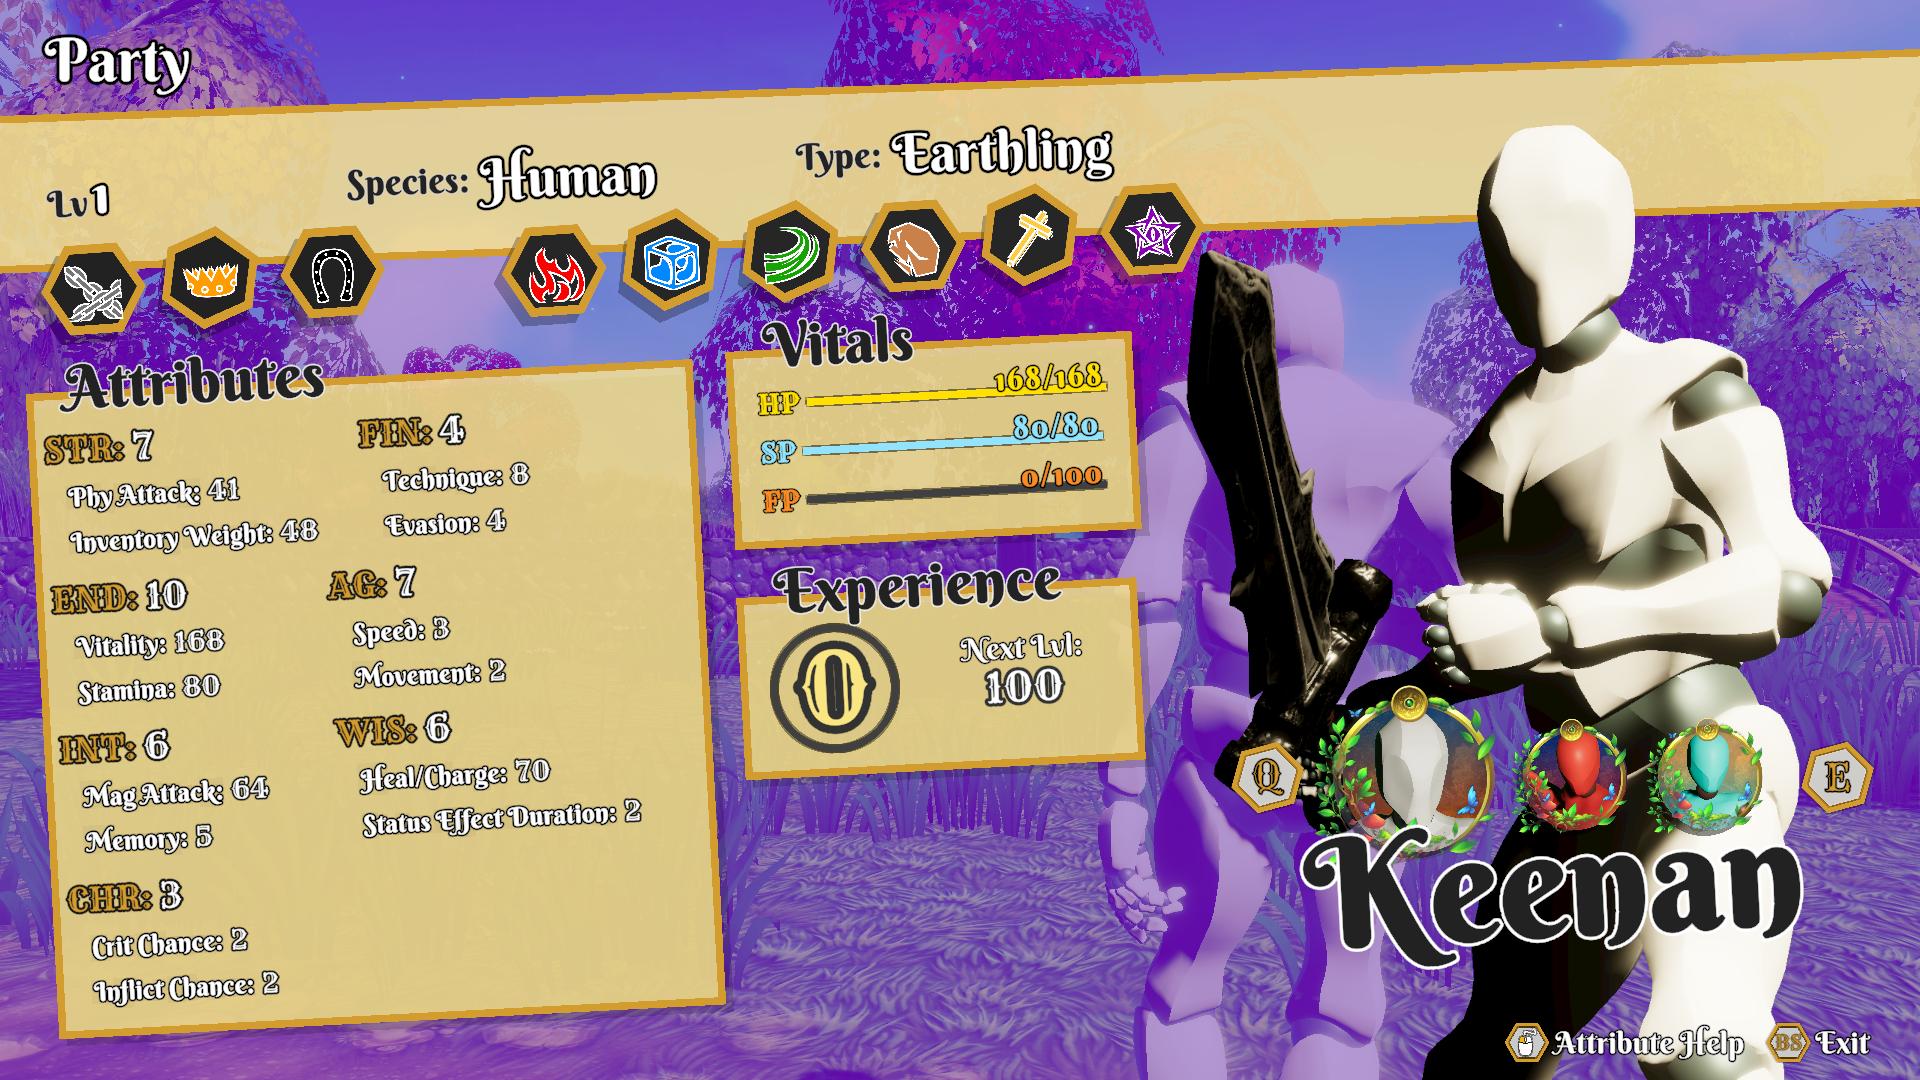 Party
Lv1
Species: Human
Type: Earthling
Attributes
STR: 7
Phy Attack: 41
Inventory Weight: 48
FIN: 4
Technique: 8
Evasion: 4
END: 10
Vitality: 168
Stamina: 80
AG: 7
Speed: 3
Movement: 2
INT: 6
Mag Attack: 64
Memory: 5
WIS: 6
Heal/Charge: 70
Status Effect Duration: 2
CHR: 3
Crit Chance: 2
Inflict Chance: 2
Vitals
HP 168/168
SP 80/80
FP 0/100
Experience
0
Next Lvl:
100
Q
E
Keenan
Attribute Help
BS Exit